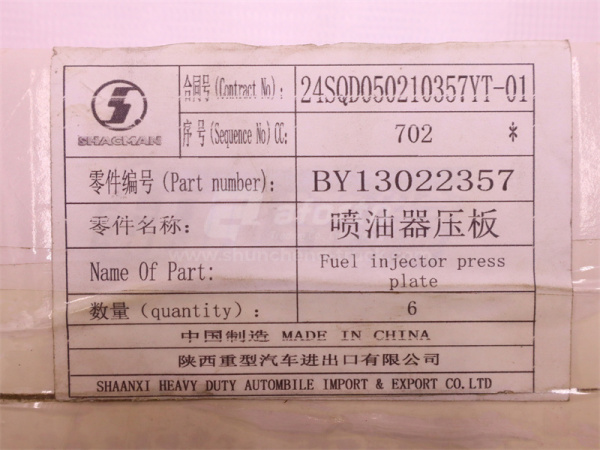 合同号(Contract No): 24SQD050210357YT-01
SHACMAN
序号(Sequence No)CC: 702 *
零件编号(Part number): BY13022357
零件名称: 喷油器压板
Name Of Part: Fuel injector press
plate
数量(quantity): 6
中国制造 MADE IN CHINA
陕西重型汽车进出口有限公司
SHAANXI HEAVY DUTY AUTOMBILE IMPORT & EXPORT CO.LTD